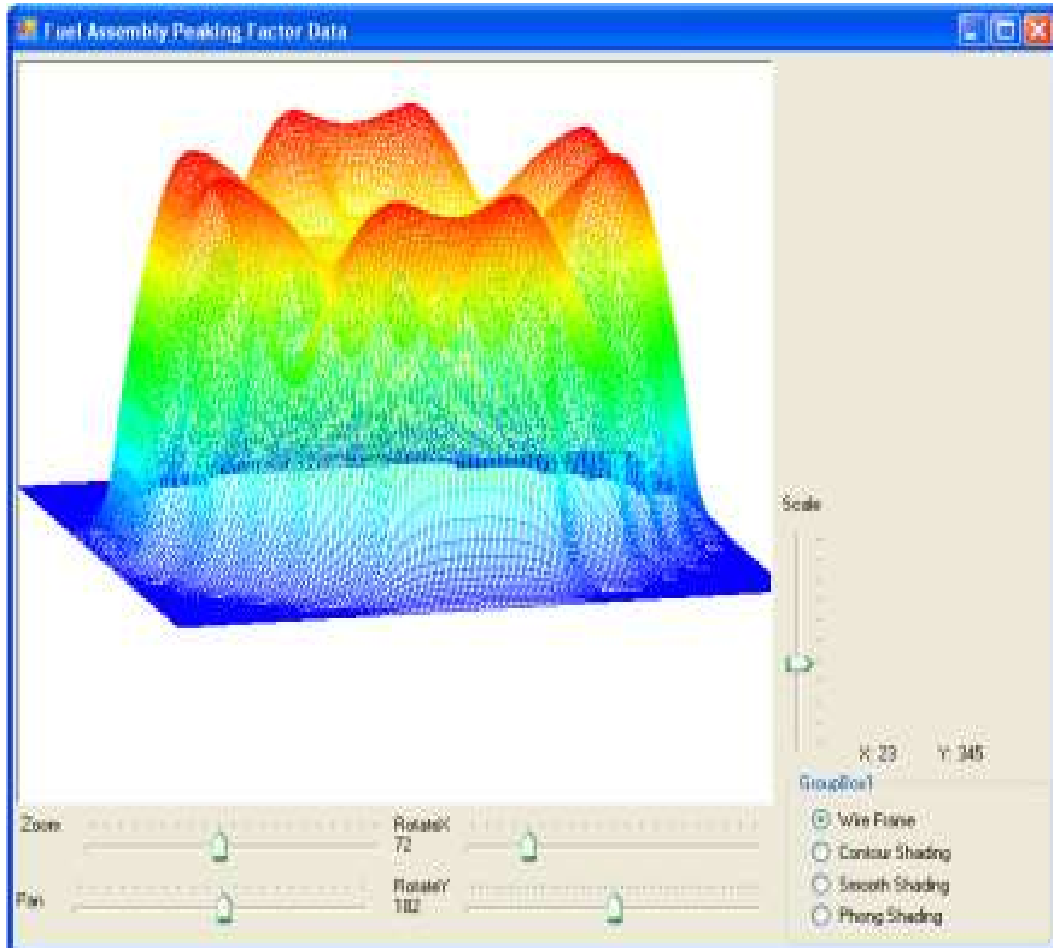 Fuel Assembly Peaking Factor Data
Scale
X: 23 Y: 345
GroupBox1
Wire Frame
Contour Shading
Smooth Shading
Phong Shading
Zoom
RotateX
72
Pan
RotateY
182